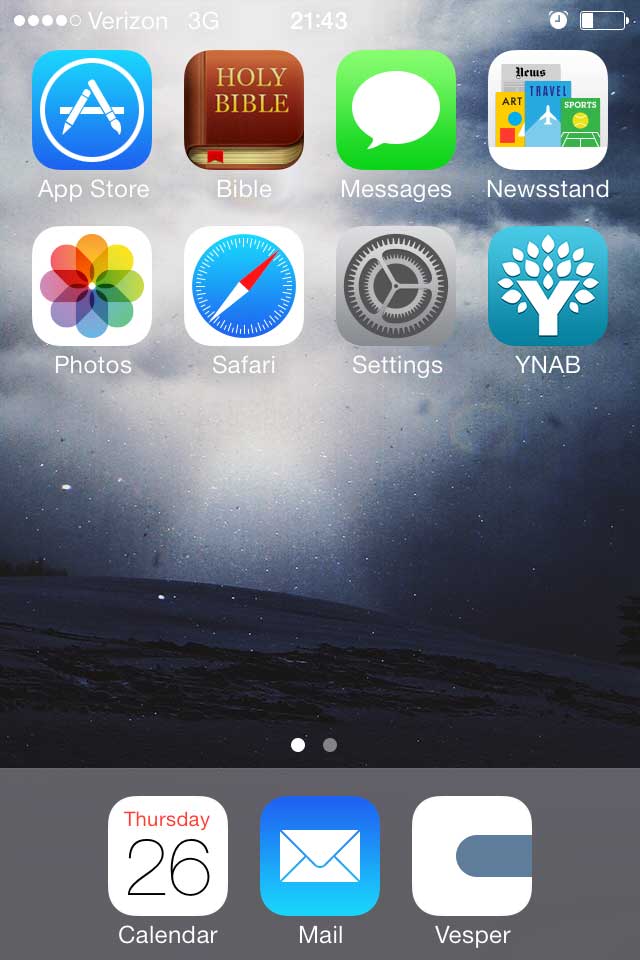 Verizon 3G 21:43
HOLY
BIBLE
News
TRAVEL
ART
SPORTS
App Store Bible Messages Newsstand
Y
Photos Safari Settings YNAB
Thursday
26
Calendar Mail Vesper